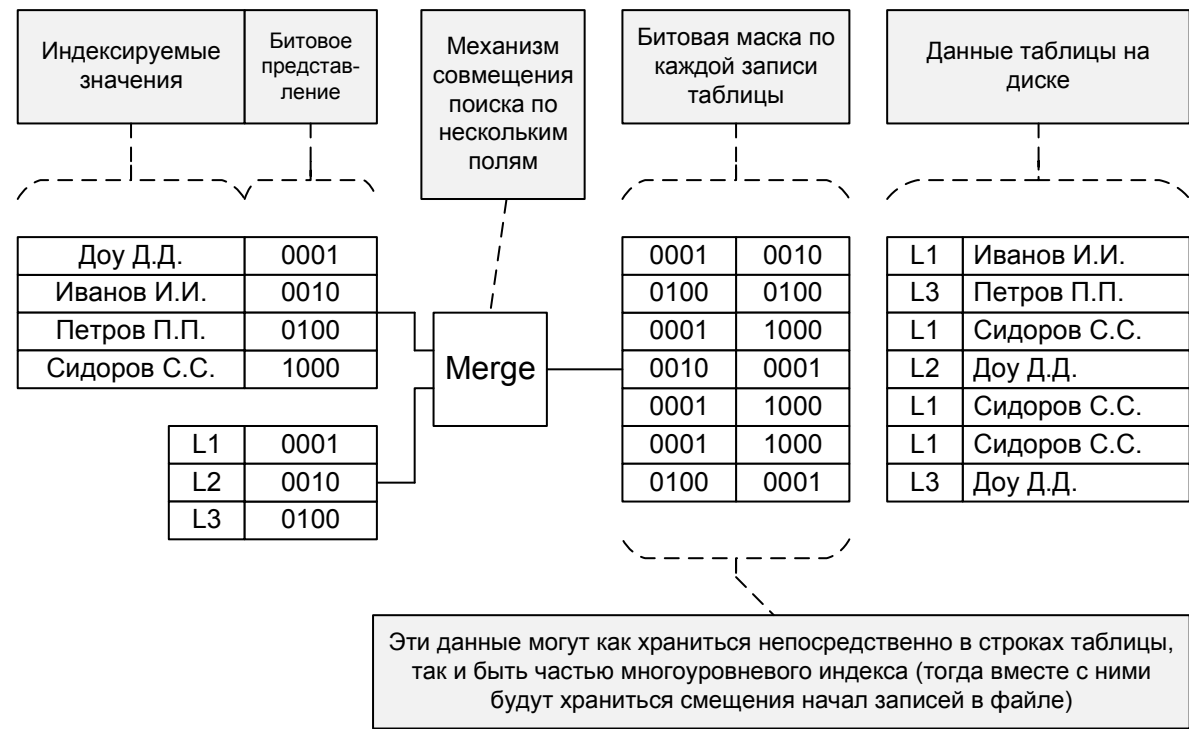 Индексируемые
значения
Битовое
представ-
ление
Механизм
совмещения
поиска по
нескольким
полям
Битовая маска по
каждой записи
таблицы
Данные таблицы на
диске
Доу Д.Д. 0001
Иванов И.И. 0010
Петров П.П. 0100
Сидоров С.С. 1000
L1 0001
L2 0010
L3 0100
Merge
0001 0010
0100 0100
0001 1000
0010 0001
0001 1000
0001 1000
0100 0001
L1 Иванов И.И.
L3 Петров П.П.
L1 Сидоров С.С.
L2 Доу Д.Д.
L1 Сидоров С.С.
L1 Сидоров С.С.
L3 Доу Д.Д.
Эти данные могут как храниться непосредственно в строках таблицы,
так и быть частью многоуровневого индекса (тогда вместе с ними
будут храниться смещения начал записей в файле)